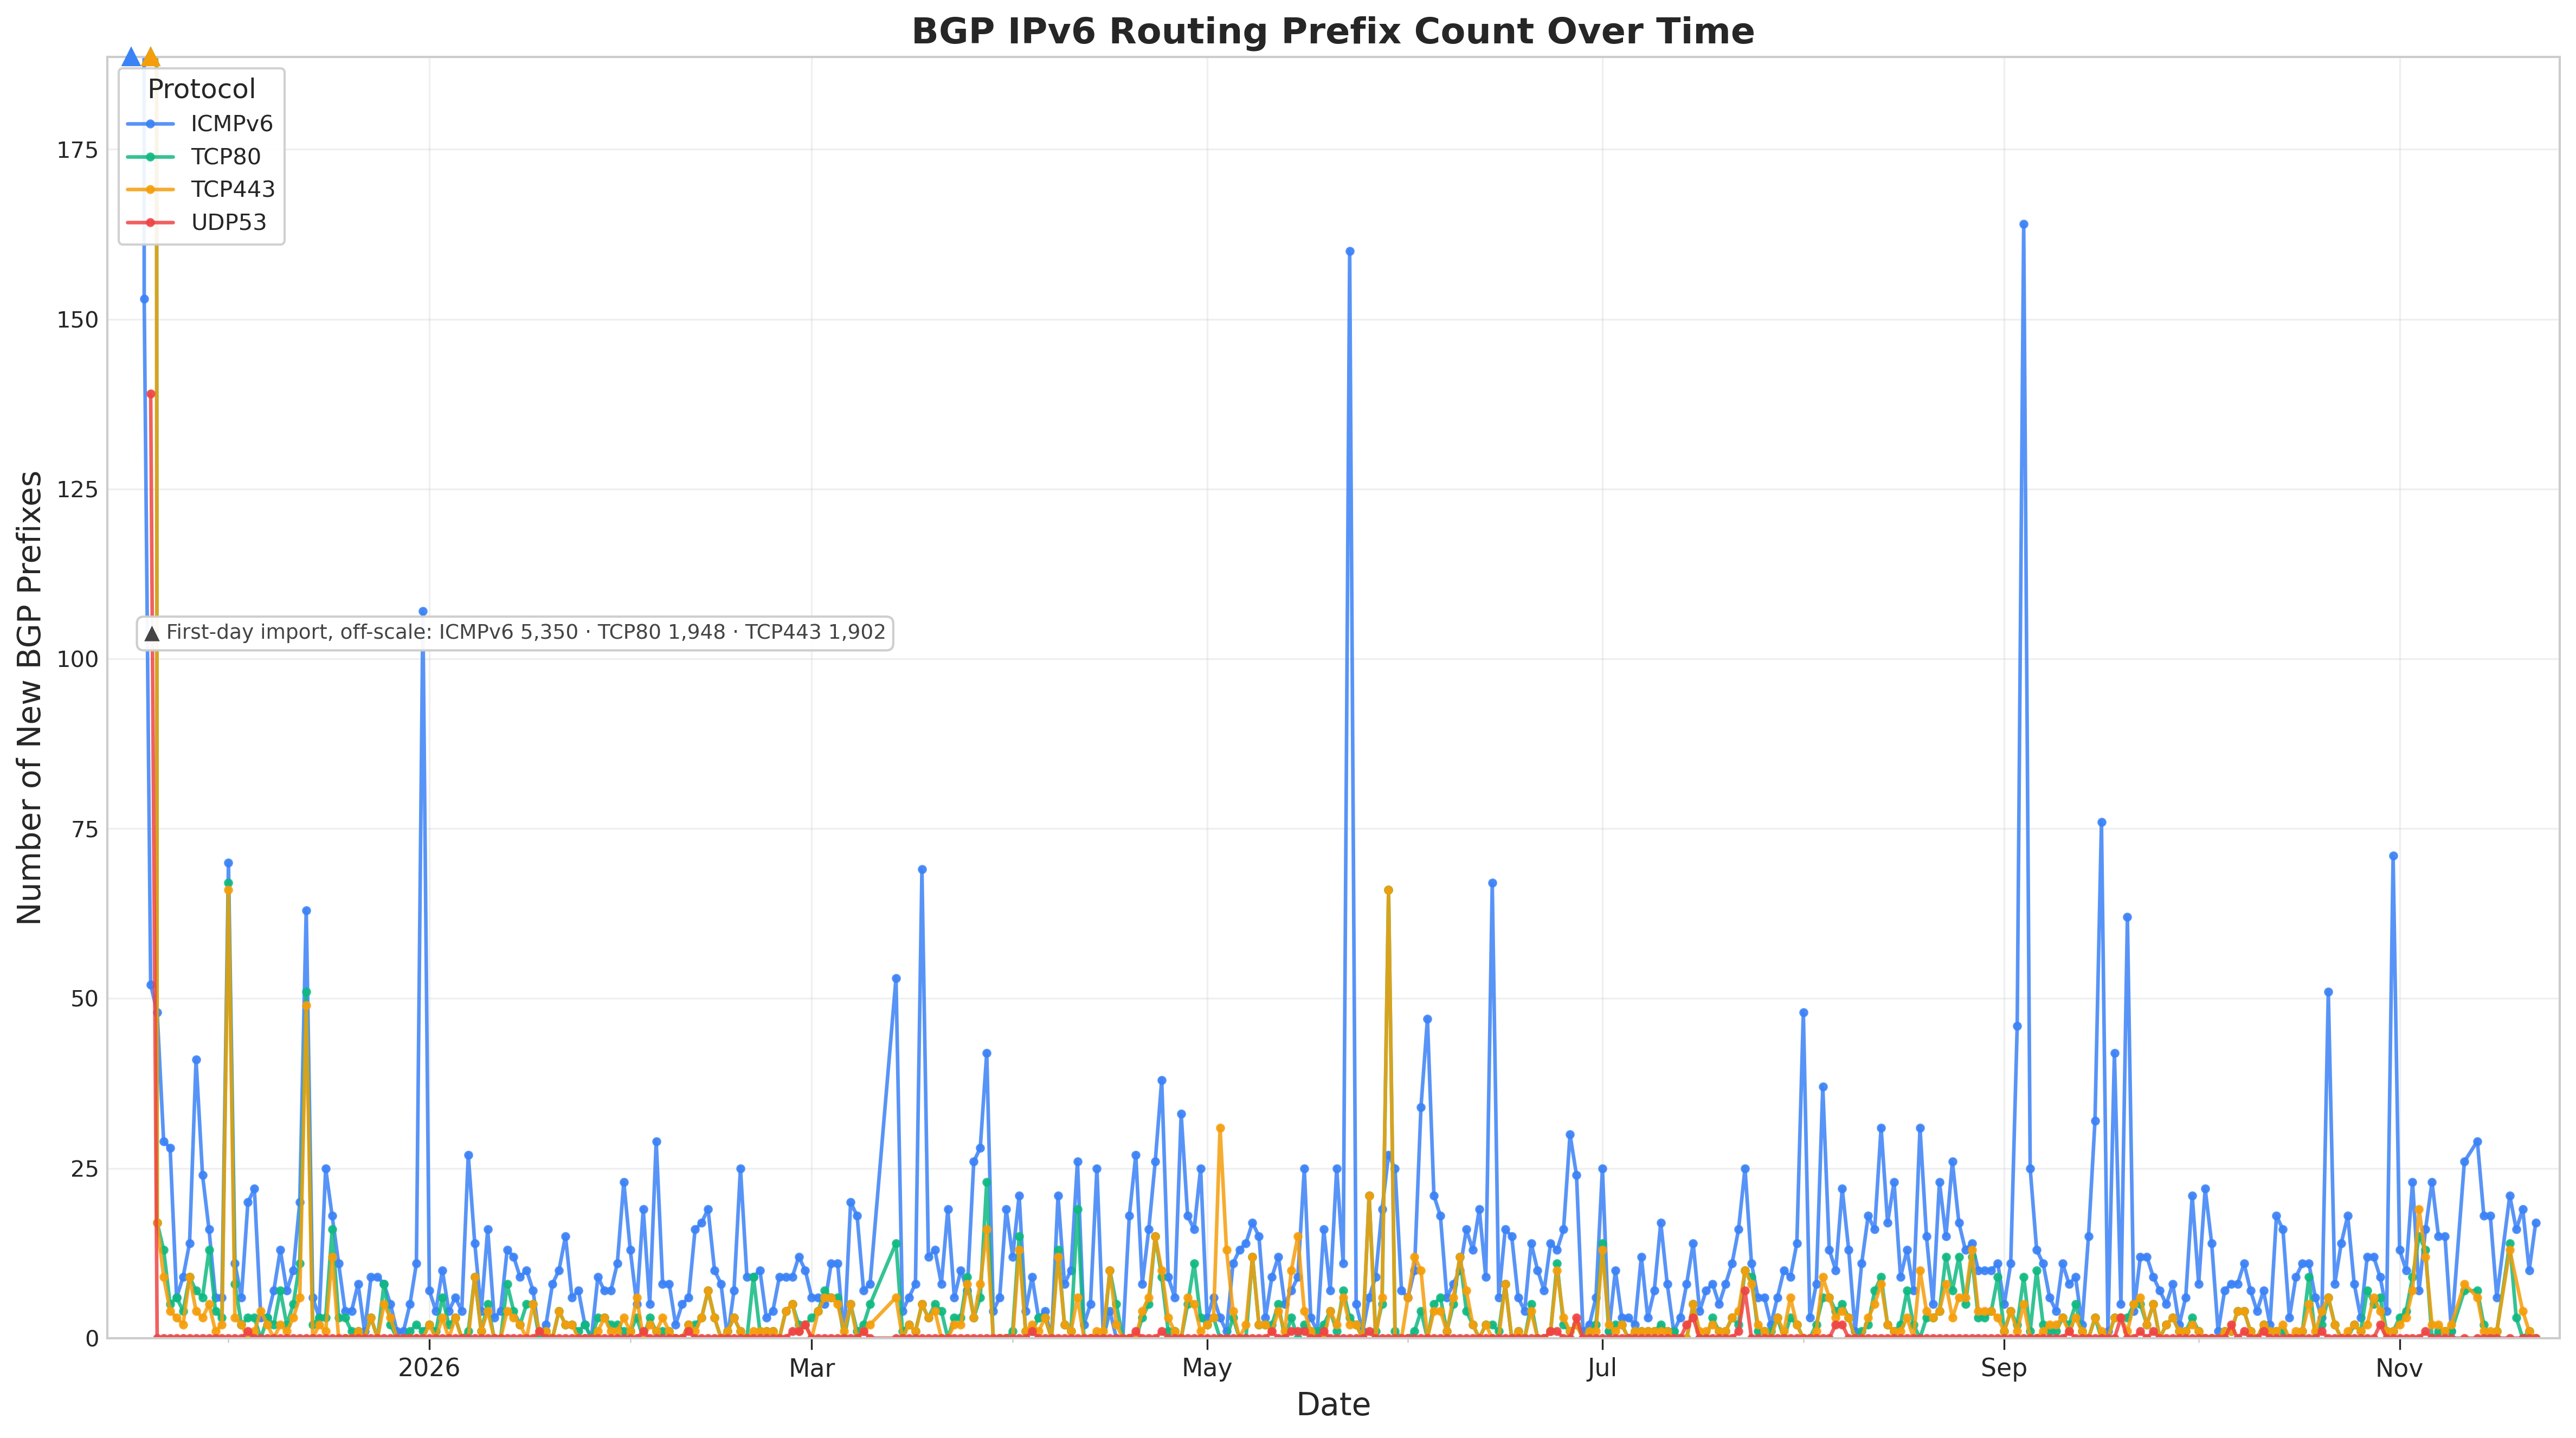 BGP IPv6 Routing Prefix Count Over Time
Protocol
ICMPv6
TCP80
TCP443
UDP53
Number of New BGP Prefixes
175
150
125
100
75
50
25
0
▲ First-day import, off-scale: ICMPv6 5,350 · TCP80 1,948 · TCP443 1,902
2026
Mar
May
Jul
Sep
Nov
Date